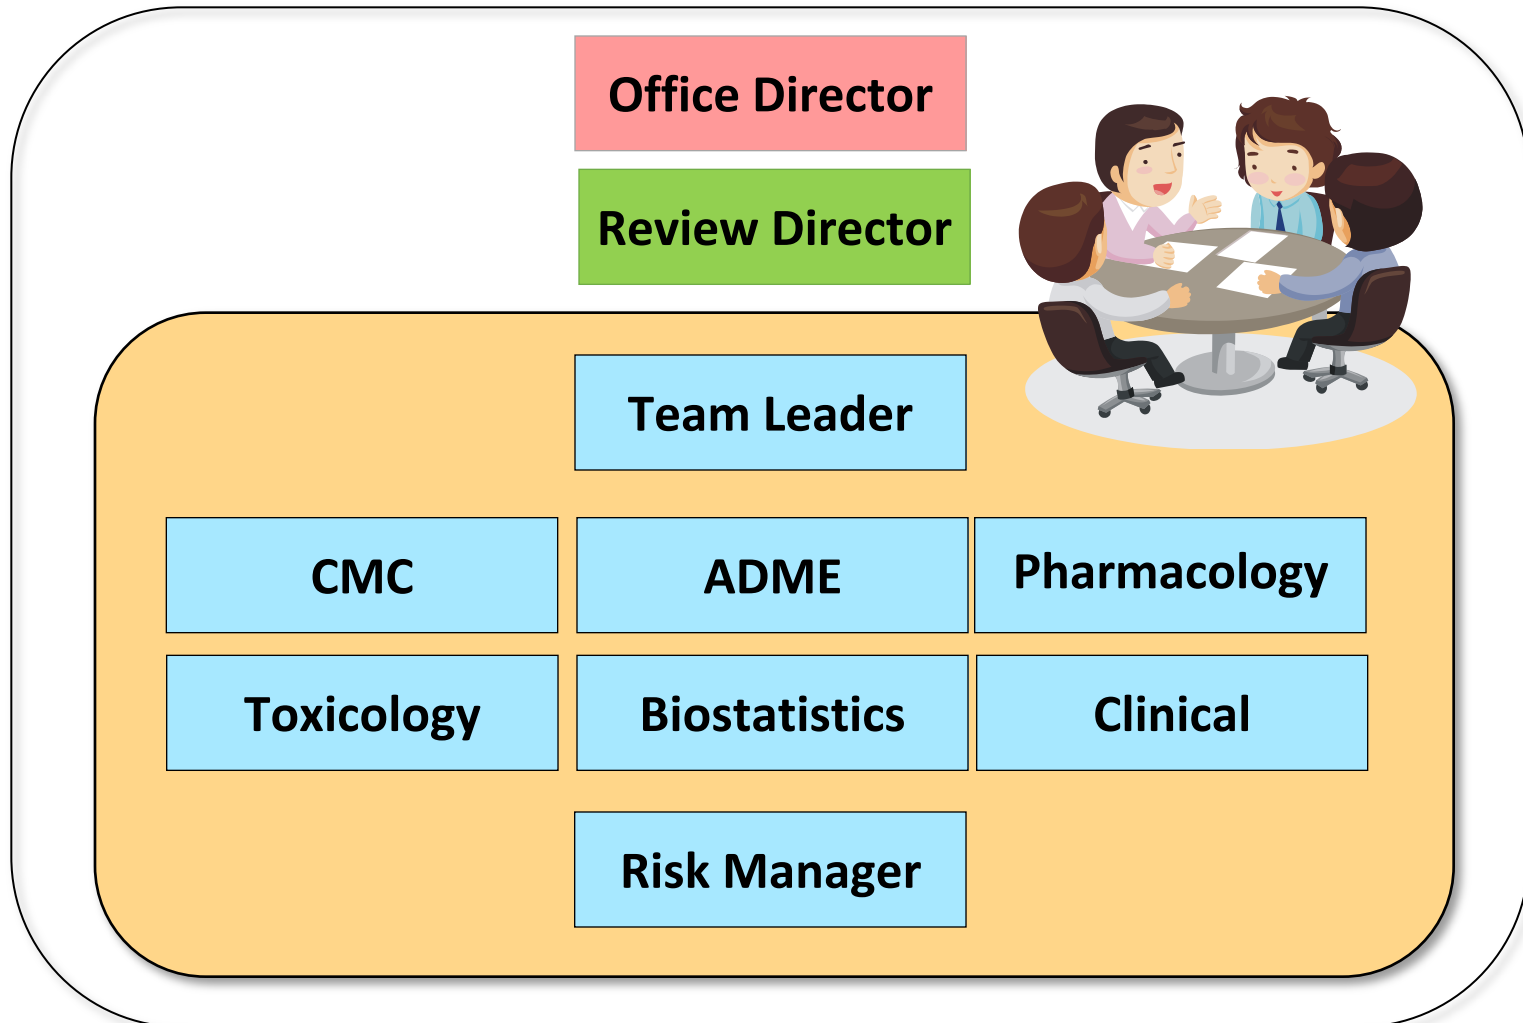 Office Director
Review Director
Team Leader
CMC
ADME
Pharmacology
Toxicology
Biostatistics
Clinical
Risk Manager